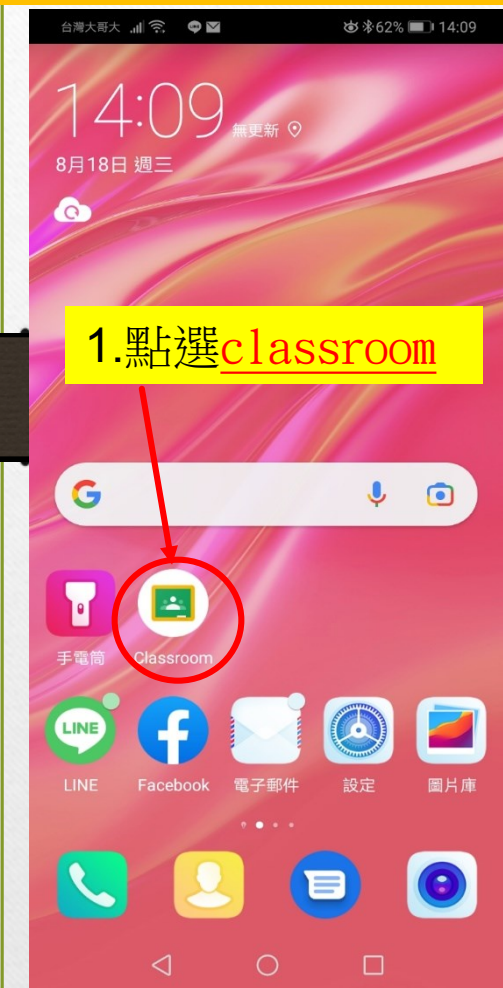 台灣大哥大 62% 14:09
14:09 無更新
8月18日 週三
1.點選classroom
G
手電筒 Classroom
LINE
LINE Facebook 電子郵件 設定 圖片庫